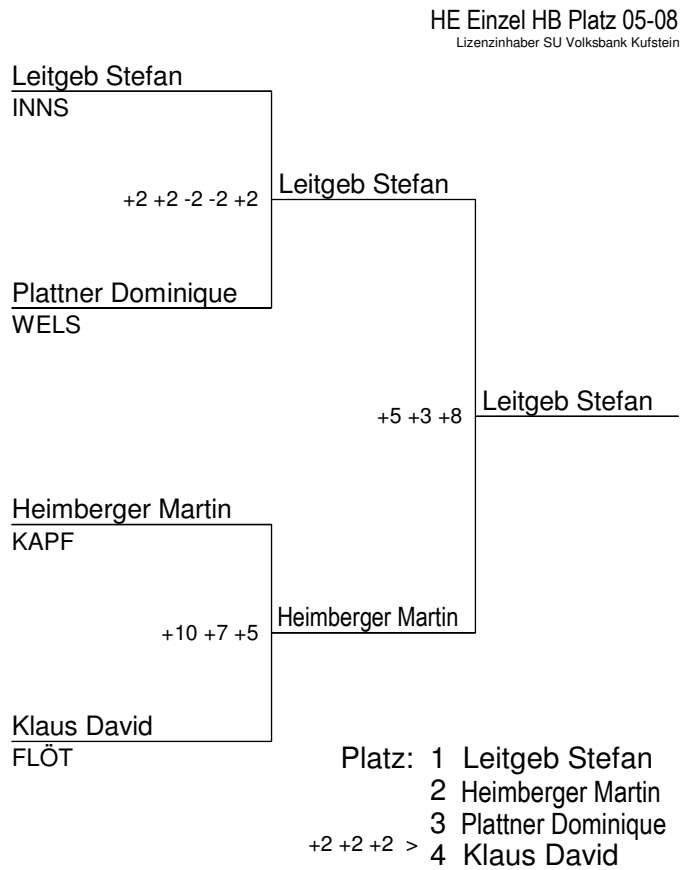 HE Einzel HB Platz 05-08
Lizenzinhaber SU Volksbank Kufstein
Leitgeb Stefan
INNS
+2 +2 -2 -2 +2
Leitgeb Stefan
Plattner Dominique
WELS
+5 +3 +8
Leitgeb Stefan
Heimberger Martin
KAPF
+10 +7 +5
Heimberger Martin
Klaus David
FLÖT
Platz: 1 Leitgeb Stefan
2 Heimberger Martin
3 Plattner Dominique
+2 +2 +2 > 4 Klaus David